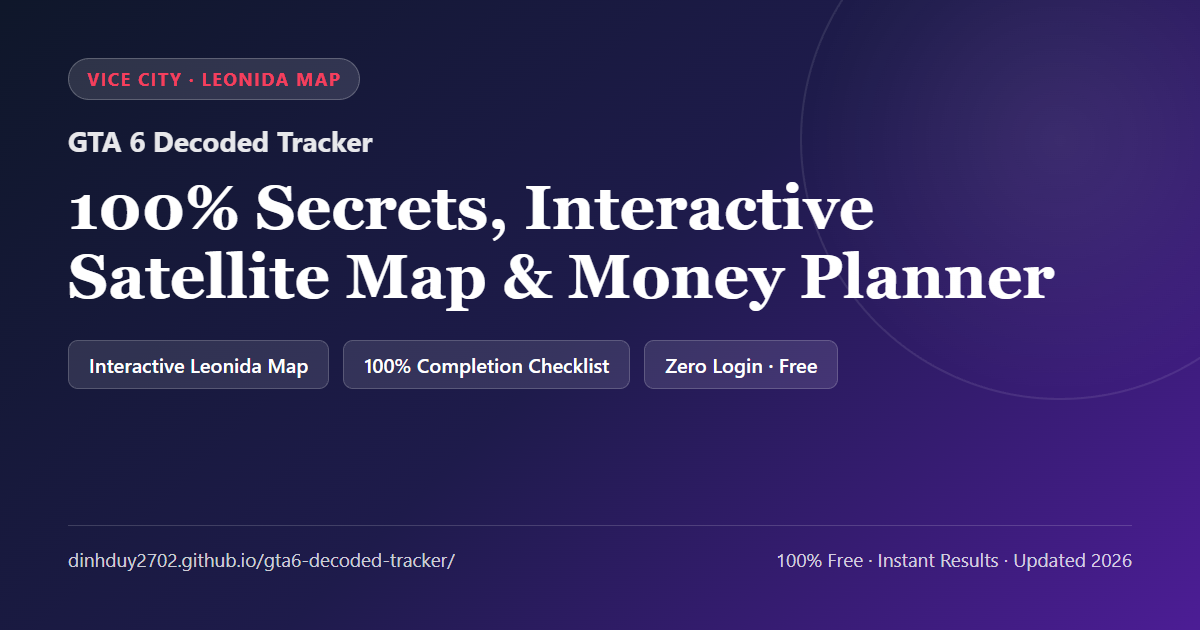 VICE CITY · LEONIDA MAP
GTA 6 Decoded Tracker
100% Secrets, Interactive
Satellite Map & Money Planner
Interactive Leonida Map
100% Completion Checklist
Zero Login · Free
dinhduy2702.github.io/gta6-decoded-tracker/
100% Free · Instant Results · Updated 2026